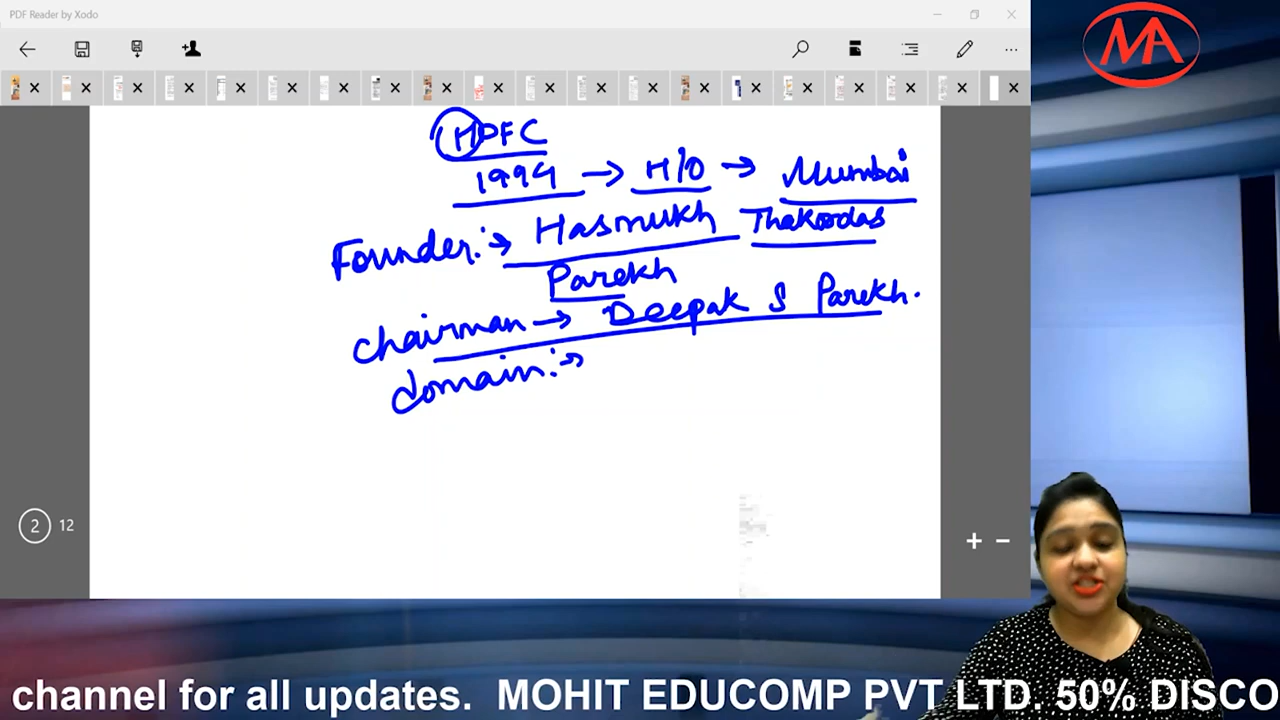 PDF Reader by Xodo
MA
HDFC
1994 → H/O → Mumbai
Founder :→ Hasmukh Thakordas
Parekh
chairman → Deepak S Parekh.
domain :→
2 12
channel for all updates. MOHIT EDUCOMP PVT LTD. 50% DISCO